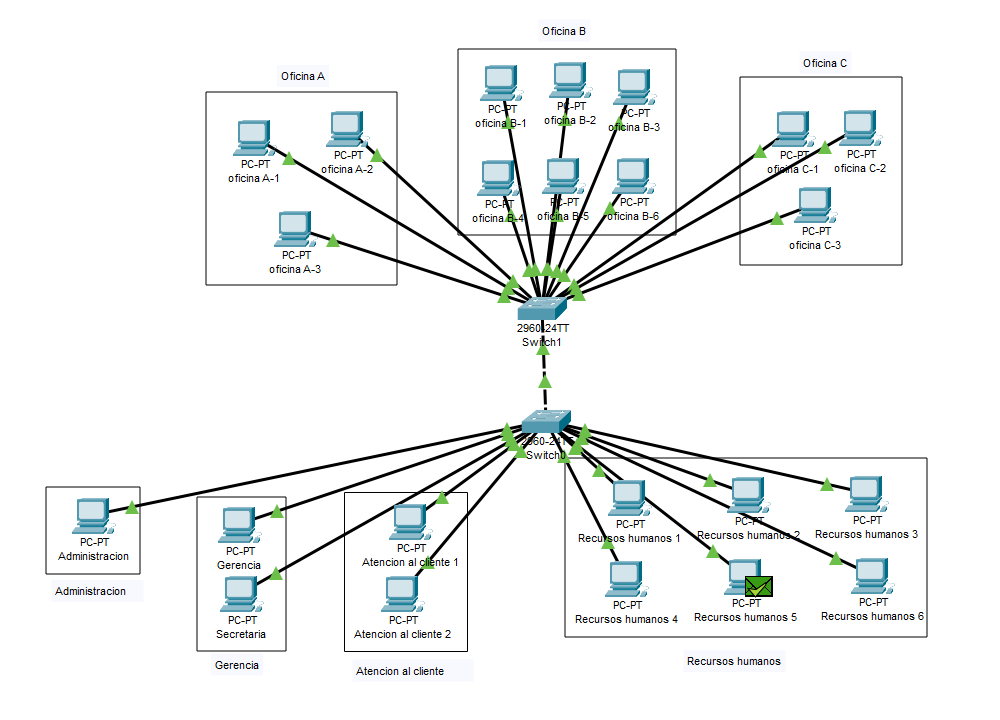 Oficina B
Oficina A
Oficina C
PC-PT
oficina B-1
PC-PT
oficina B-2
PC-PT
oficina B-3
PC-PT
oficina A-1
PC-PT
oficina A-2
PC-PT
oficina C-1
PC-PT
oficina C-2
PC-PT
oficina B-4
PC-PT
oficina B-5
PC-PT
oficina B-6
PC-PT
oficina A-3
PC-PT
oficina C-3
2960-24TT
Switch1
2960-24TT
Switch0
PC-PT
Administracion
Administracion
PC-PT
Gerencia
PC-PT
Secretaria
Gerencia
PC-PT
Atencion al cliente 1
PC-PT
Atencion al cliente 2
Atencion al cliente
PC-PT
Recursos humanos 1
PC-PT
Recursos humanos 2
PC-PT
Recursos humanos 3
PC-PT
Recursos humanos 4
PC-PT
Recursos humanos 5
PC-PT
Recursos humanos 6
Recursos humanos